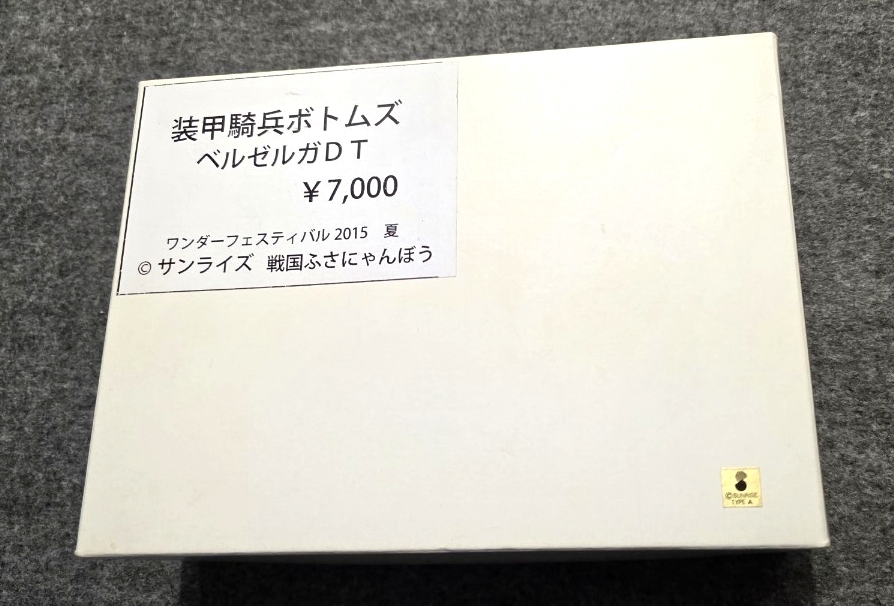 装甲騎兵ボトムズ
ベルゼルガＤＴ
￥7,000
ワンダーフェスティバル 2015　夏
© サンライズ 戦国ふさにゃんぼう
©SUNRISE
TYPE A